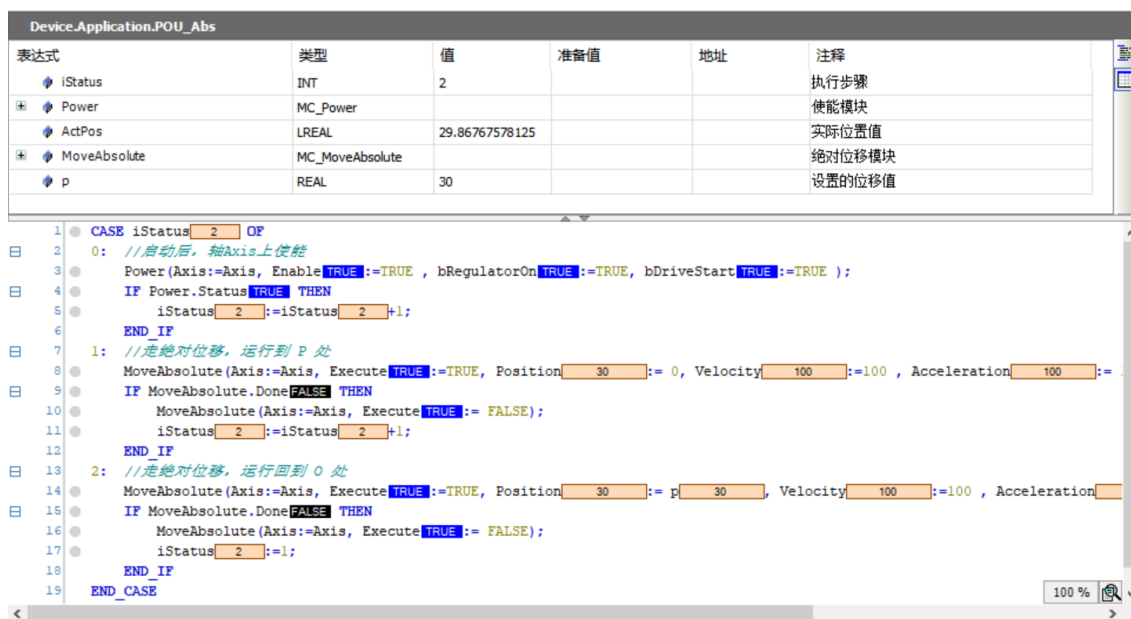 Device.Application.POU_Abs
表达式 类型 值 准备值 地址 注释
iStatus INT 2 执行步骤
Power MC_Power 使能模块
ActPos LREAL 29.86767578125 实际位置值
MoveAbsolute MC_MoveAbsolute 绝对位移模块
p REAL 30 设置的位移值
1 CASE iStatus 2 OF
2 0: //启动后，轴Axis上使能
3 Power(Axis:=Axis, Enable TRUE :=TRUE , bRegulatorOn TRUE :=TRUE, bDriveStart TRUE :=TRUE );
4 IF Power.Status TRUE THEN
5 iStatus 2 :=iStatus 2 +1;
6 END_IF
7 1: //走绝对位移，运行到 P 处
8 MoveAbsolute(Axis:=Axis, Execute TRUE :=TRUE, Position 30 := 0, Velocity 100 :=100 , Acceleration 100 :=
9 IF MoveAbsolute.Done FALSE THEN
10 MoveAbsolute(Axis:=Axis, Execute TRUE := FALSE);
11 iStatus 2 :=iStatus 2 +1;
12 END_IF
13 2: //走绝对位移，运行回到 O 处
14 MoveAbsolute(Axis:=Axis, Execute TRUE :=TRUE, Position 30 := p 30 , Velocity 100 :=100 , Acceleration
15 IF MoveAbsolute.Done FALSE THEN
16 MoveAbsolute(Axis:=Axis, Execute TRUE := FALSE);
17 iStatus 2 :=1;
18 END_IF
19 END_CASE
100 %